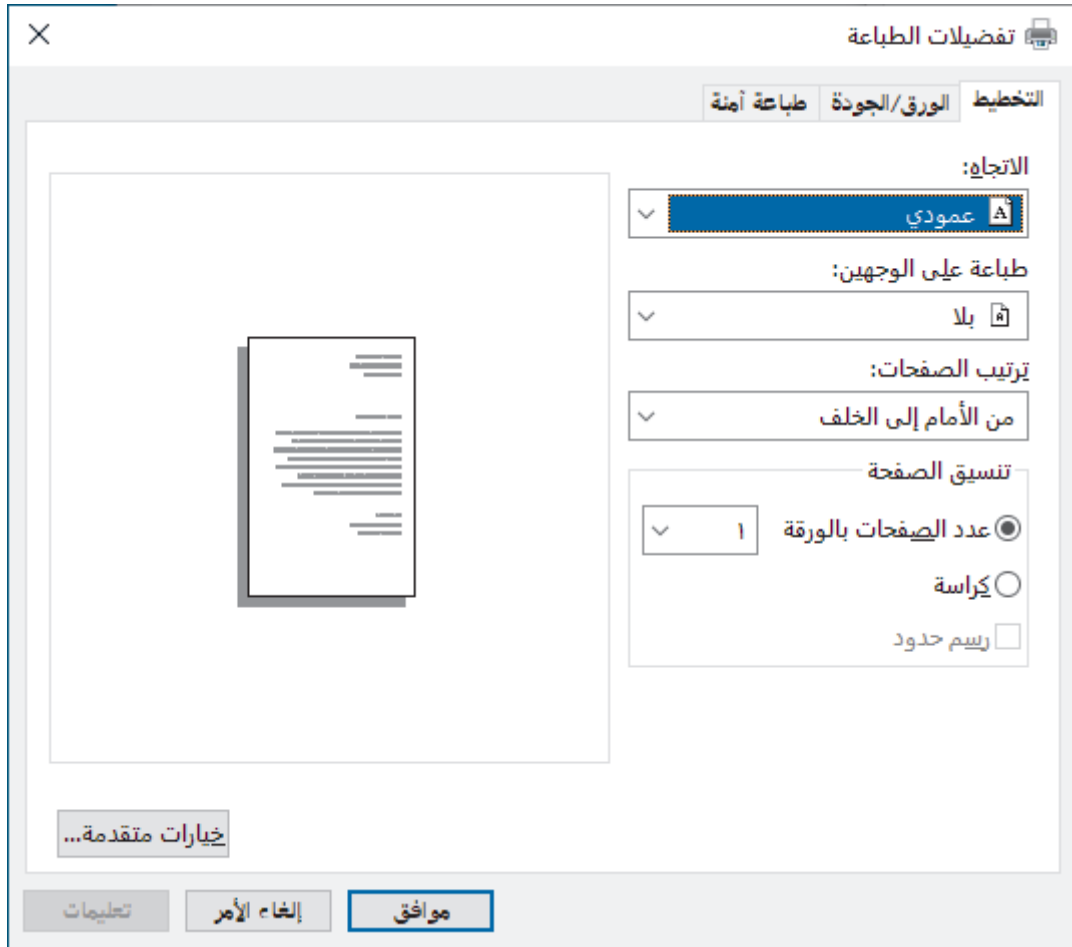 تفضيلات الطباعة
التخطيط الورق/الجودة طباعة آمنة
الاتجاه:
عمودي
طباعة على الوجهين:
بلا
ترتيب الصفحات:
من الأمام إلى الخلف
تنسيق الصفحة
عدد الصفحات بالورقة ١
كراسة
رسم حدود
خيارات متقدمة...
موافق إلغاء الأمر تعليمات